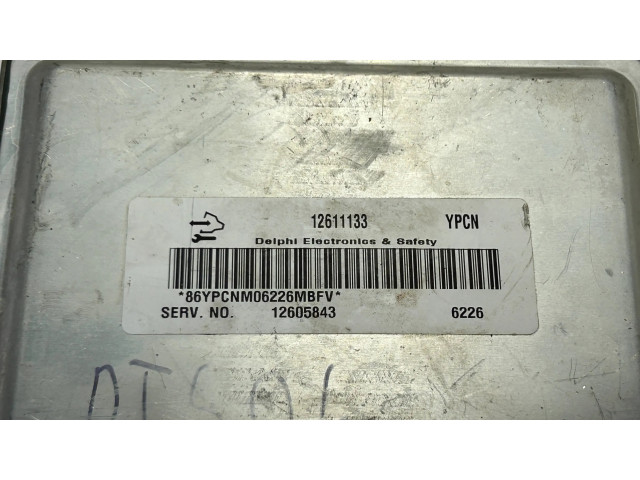 12611133 YPCN
Delphi Electronics & Safety
*86YPCNM06226MBFV*
SERV. NO. 12605843 6226